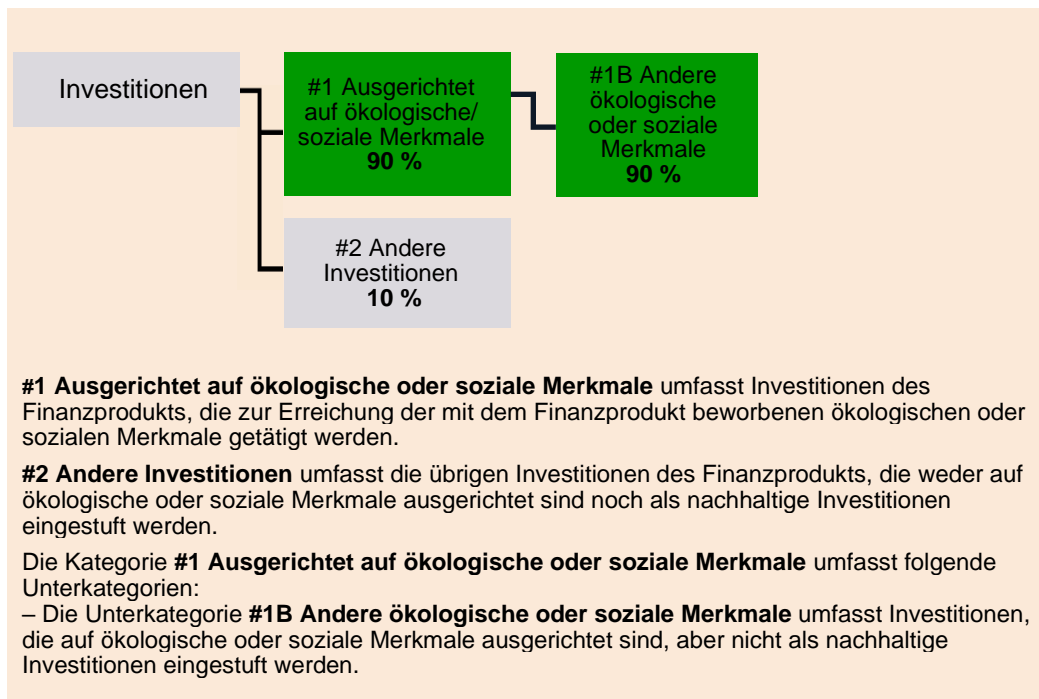 Investitionen
#1 Ausgerichtet
auf ökologische/
soziale Merkmale
90 %
#1B Andere
ökologische
oder soziale
Merkmale
90 %
#2 Andere
Investitionen
10 %
#1 Ausgerichtet auf ökologische oder soziale Merkmale umfasst Investitionen des
Finanzprodukts, die zur Erreichung der mit dem Finanzprodukt beworbenen ökologischen oder
sozialen Merkmale getätigt werden.
#2 Andere Investitionen umfasst die übrigen Investitionen des Finanzprodukts, die weder auf
ökologische oder soziale Merkmale ausgerichtet sind noch als nachhaltige Investitionen
eingestuft werden.
Die Kategorie #1 Ausgerichtet auf ökologische oder soziale Merkmale umfasst folgende
Unterkategorien:
– Die Unterkategorie #1B Andere ökologische oder soziale Merkmale umfasst Investitionen,
die auf ökologische oder soziale Merkmale ausgerichtet sind, aber nicht als nachhaltige
Investitionen eingestuft werden.